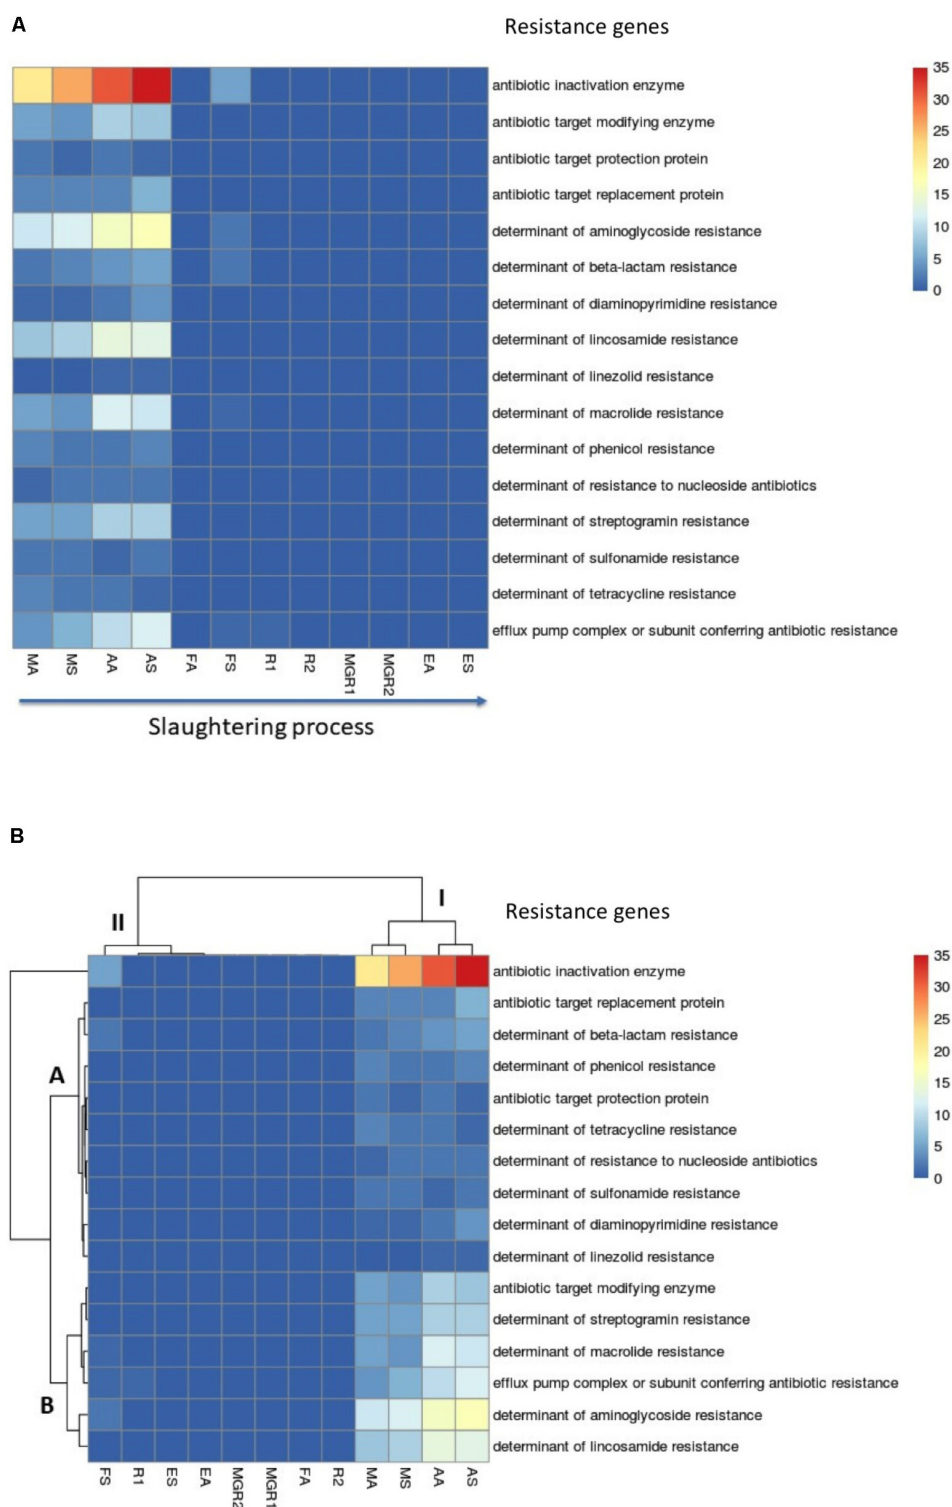 A
Resistance genes
antibiotic inactivation enzyme
antibiotic target modifying enzyme
antibiotic target protection protein
antibiotic target replacement protein
determinant of aminoglycoside resistance
determinant of beta-lactam resistance
determinant of diaminopyrimidine resistance
determinant of lincosamide resistance
determinant of linezolid resistance
determinant of macrolide resistance
determinant of phenicol resistance
determinant of resistance to nucleoside antibiotics
determinant of streptogramin resistance
determinant of sulfonamide resistance
determinant of tetracycline resistance
efflux pump complex or subunit conferring antibiotic resistance
35
30
25
20
15
10
5
0
MA MS AA AS FA FS R1 R2 MGR1 MGR2 EA ES
Slaughtering process
B
I
II
Resistance genes
A
B
antibiotic inactivation enzyme
antibiotic target replacement protein
determinant of beta-lactam resistance
determinant of phenicol resistance
antibiotic target protection protein
determinant of tetracycline resistance
determinant of resistance to nucleoside antibiotics
determinant of sulfonamide resistance
determinant of diaminopyrimidine resistance
determinant of linezolid resistance
antibiotic target modifying enzyme
determinant of streptogramin resistance
determinant of macrolide resistance
efflux pump complex or subunit conferring antibiotic resistance
determinant of aminoglycoside resistance
determinant of lincosamide resistance
35
30
25
20
15
10
5
0
FS R1 ES EA MGR2 MGR1 FA R2 MA MS AA AS